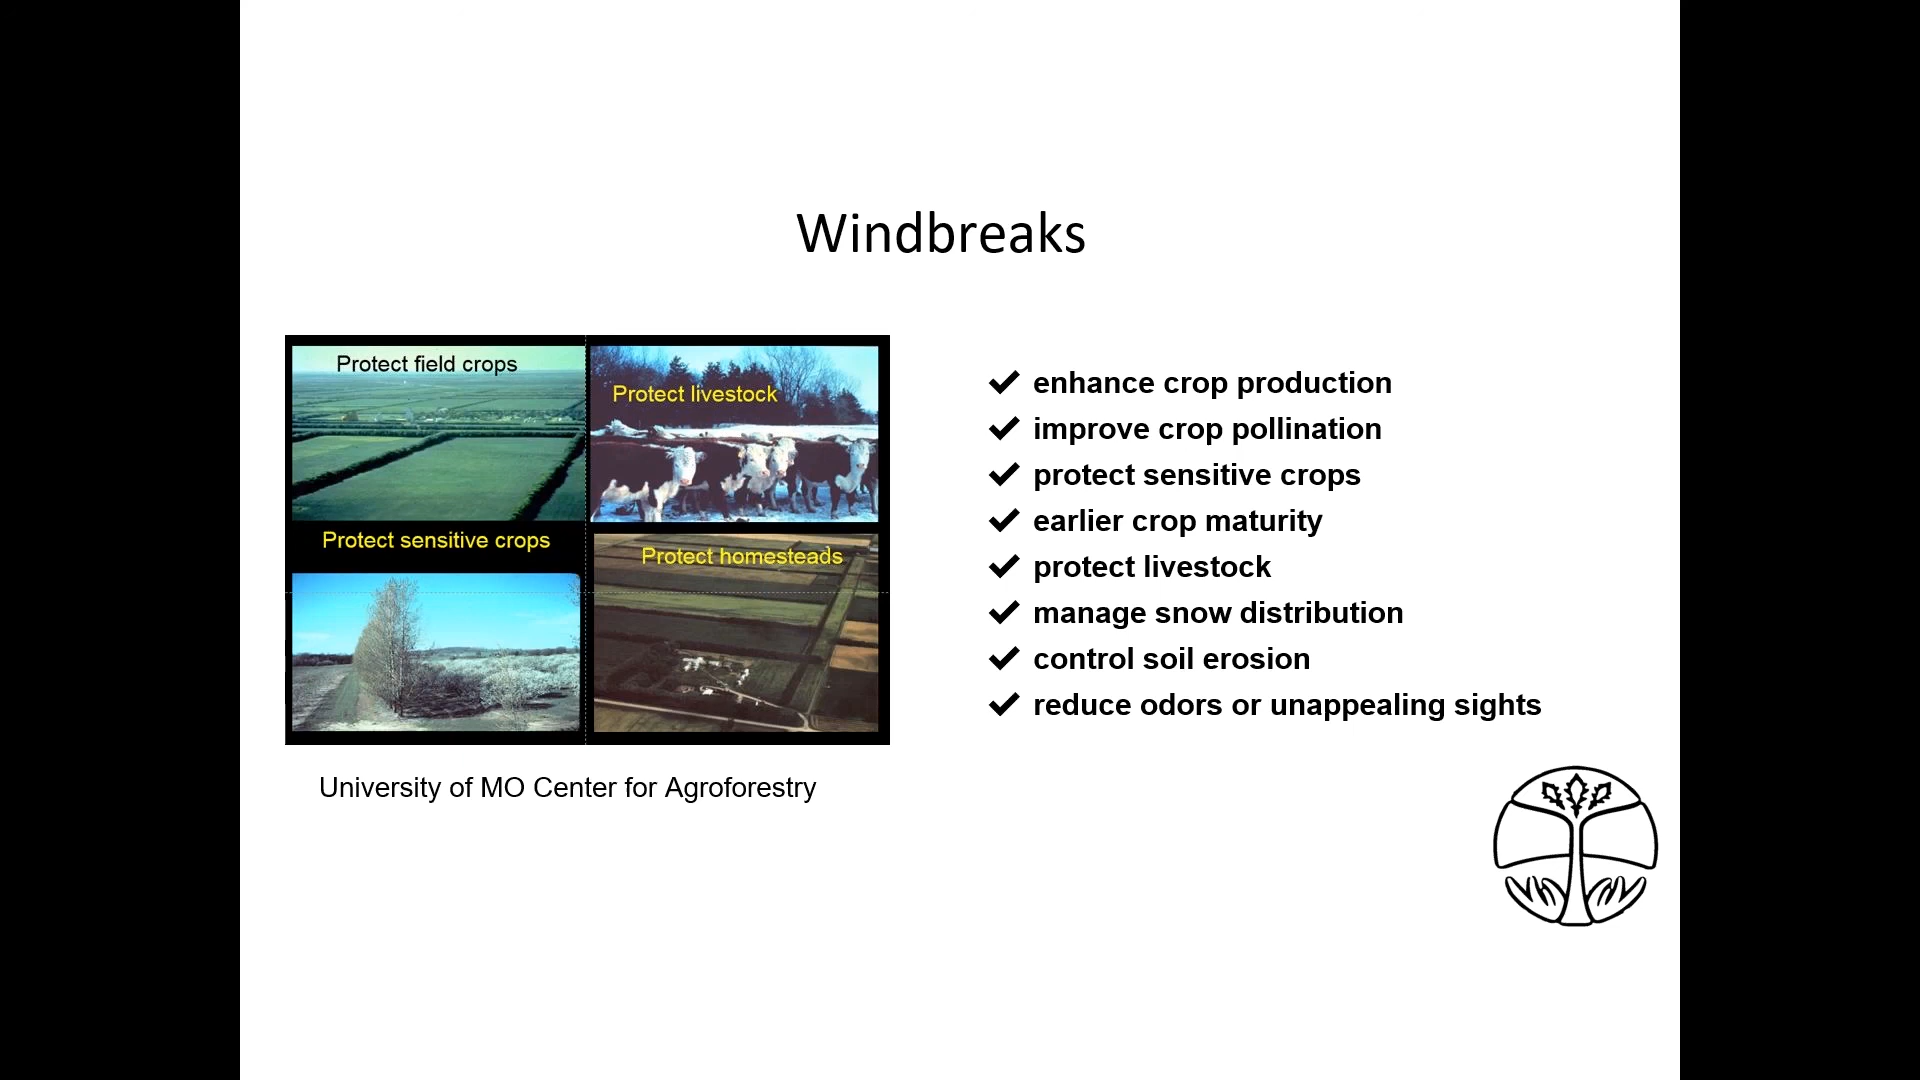 Windbreaks
Protect field crops
Protect livestock
Protect sensitive crops
Protect homesteads
University of MO Center for Agroforestry
✔ enhance crop production
✔ improve crop pollination
✔ protect sensitive crops
✔ earlier crop maturity
✔ protect livestock
✔ manage snow distribution
✔ control soil erosion
✔ reduce odors or unappealing sights